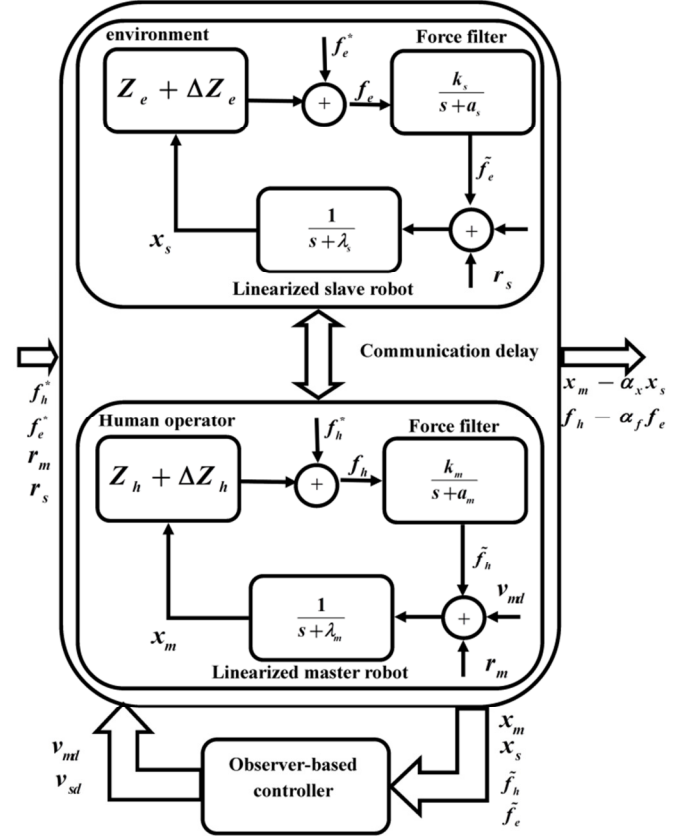 environment
Z_e + ΔZ_e
f_e^*
f_e
Force filter
k_s
s+a_s
f̃_e
1
s+λ_s
x_s
r_s
Linearized slave robot
Communication delay
f_h^*
f_e^*
r_m
r_s
x_m − α_x x_s
f_h − α_f f_e
Human operator
Z_h + ΔZ_h
f_h^*
f_h
Force filter
k_m
s+a_m
f̃_h
v_md
1
s+λ_m
x_m
r_m
Linearized master robot
v_md
v_sd
Observer-based
controller
x_m
x_s
f̃_h
f̃_e